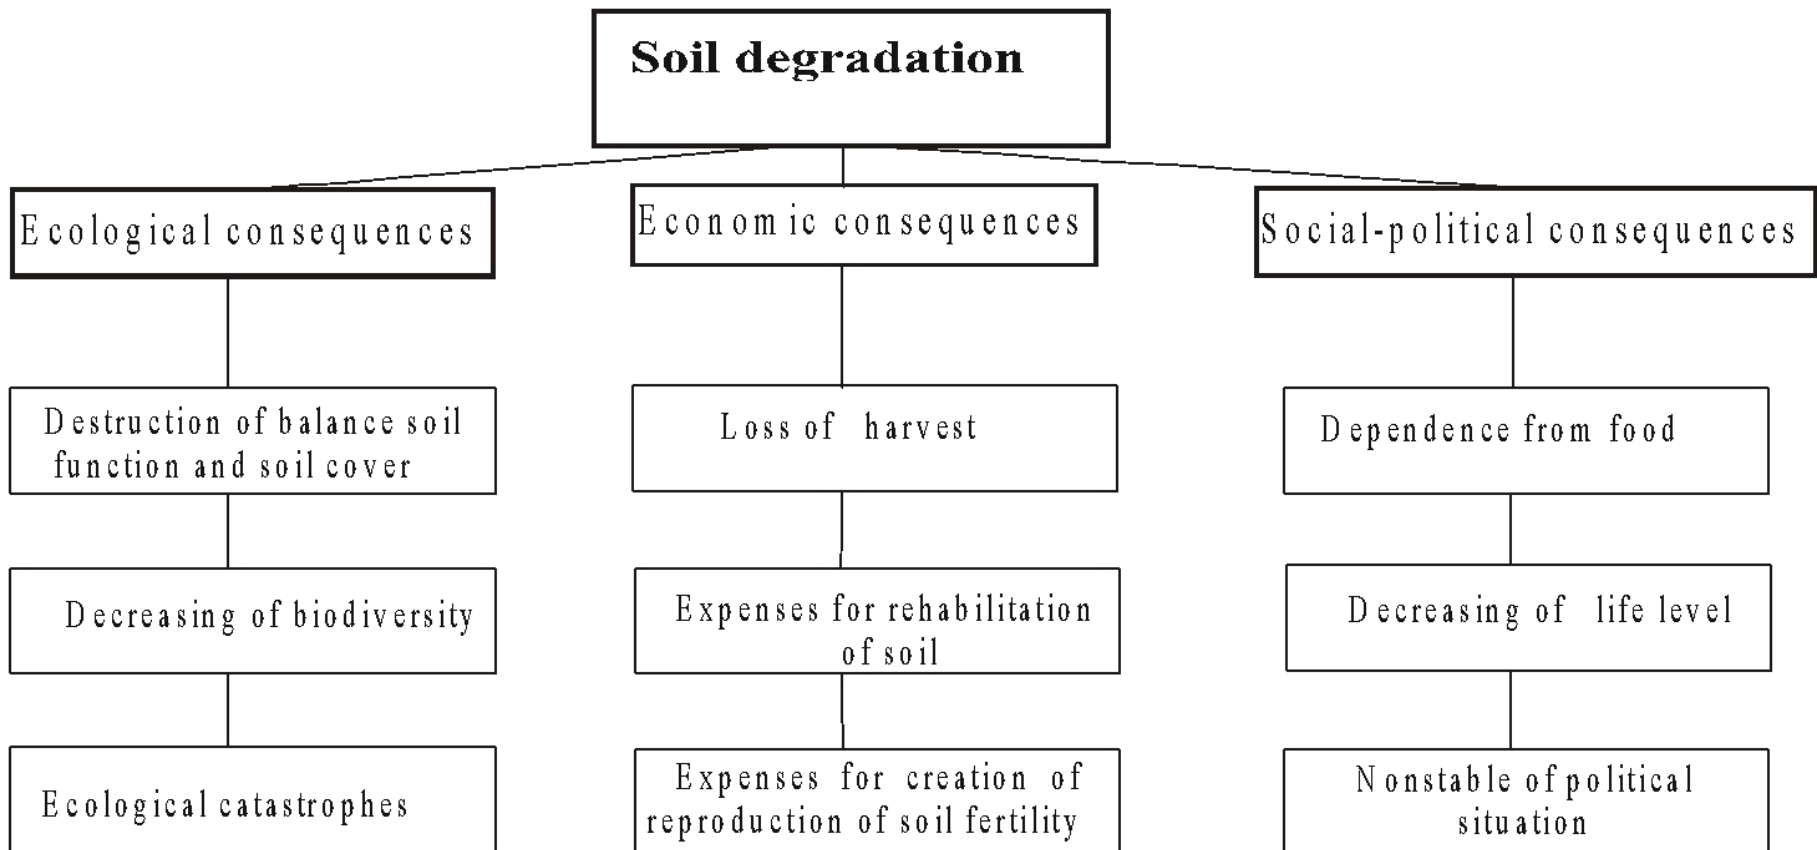 Soil degradation
Ecological consequences
Economic consequences
Social-political consequences
Destruction of balance soil
function and soil cover
Loss of harvest
Dependence from food
Decreasing of biodiversity
Expenses for rehabilitation
of soil
Decreasing of life level
Ecological catastrophes
Expenses for creation of
reproduction of soil fertility
Nonstable of political
situation